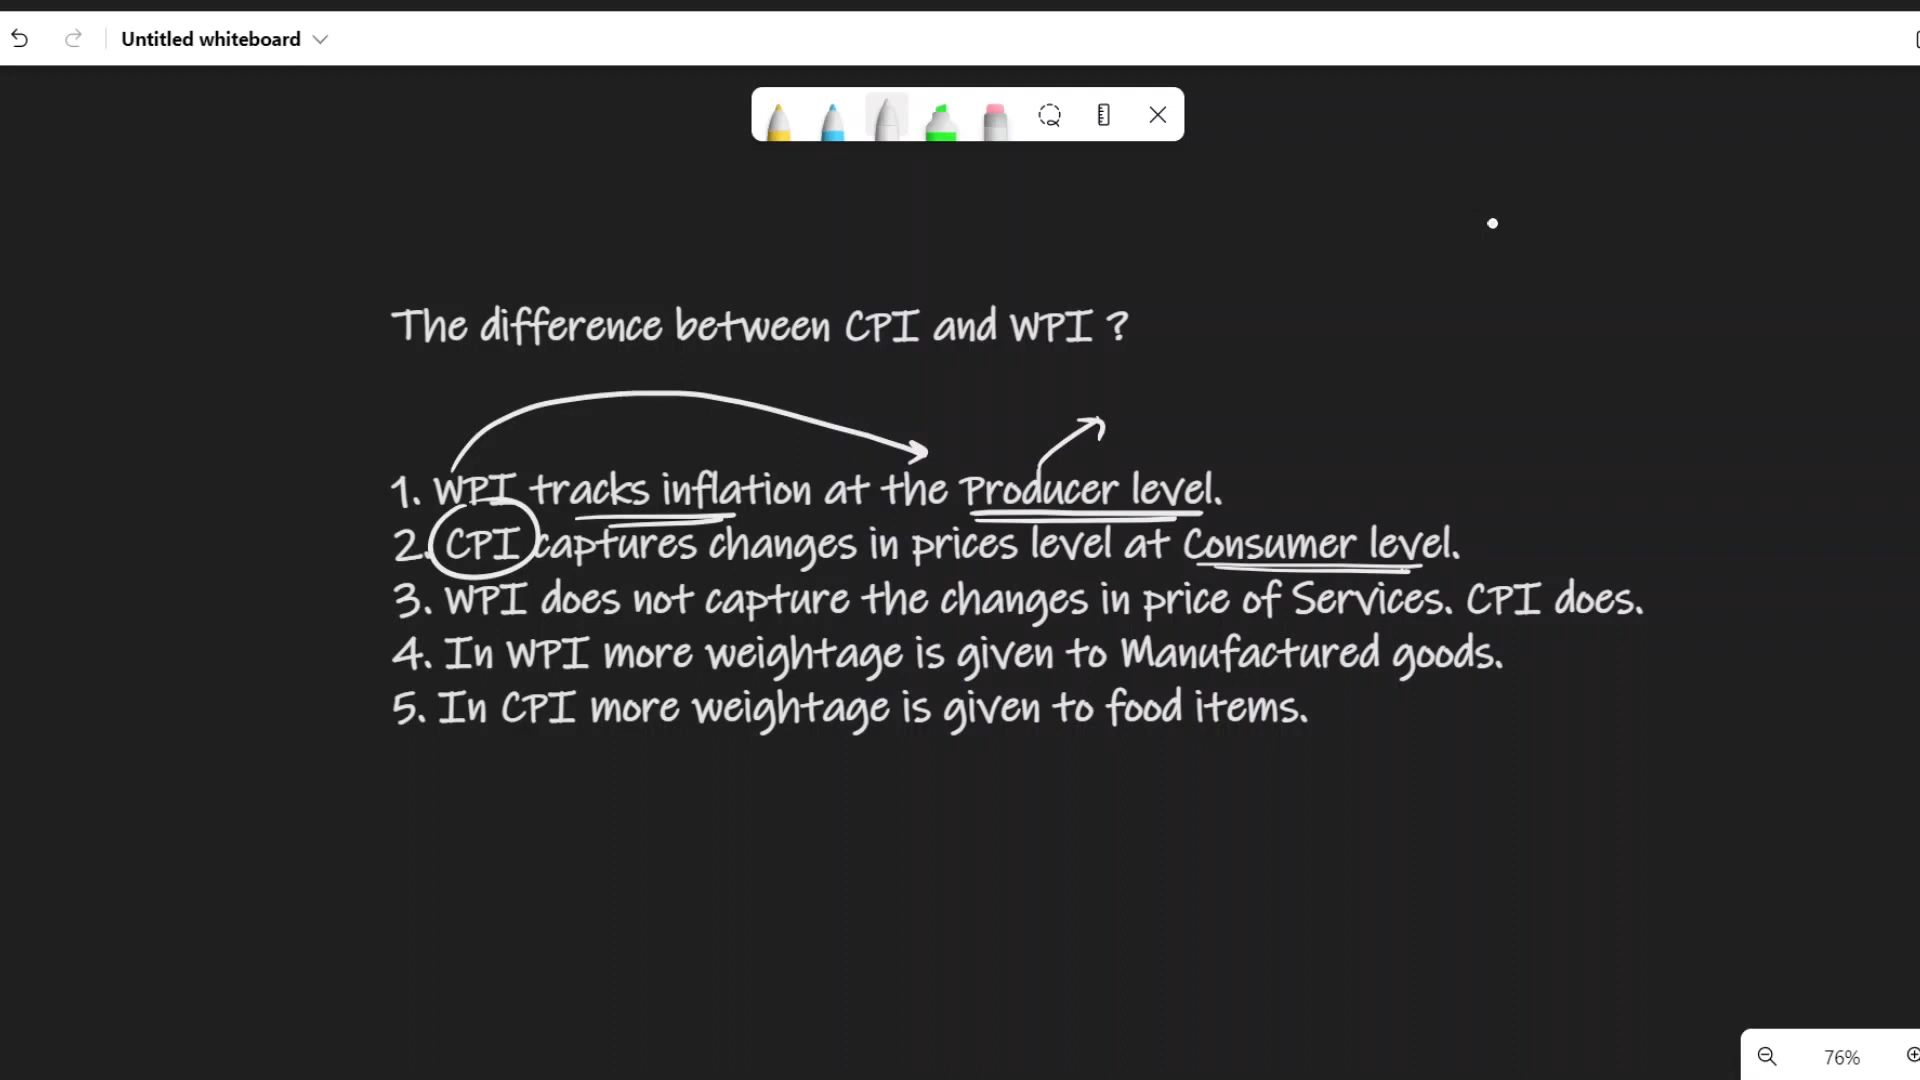 Untitled whiteboard
The difference between CPI and WPI ?
1. WPI tracks inflation at the Producer level.
2. CPI captures changes in prices level at Consumer level.
3. WPI does not capture the changes in price of Services. CPI does.
4. In WPI more weightage is given to Manufactured goods.
5. In CPI more weightage is given to food items.
76%